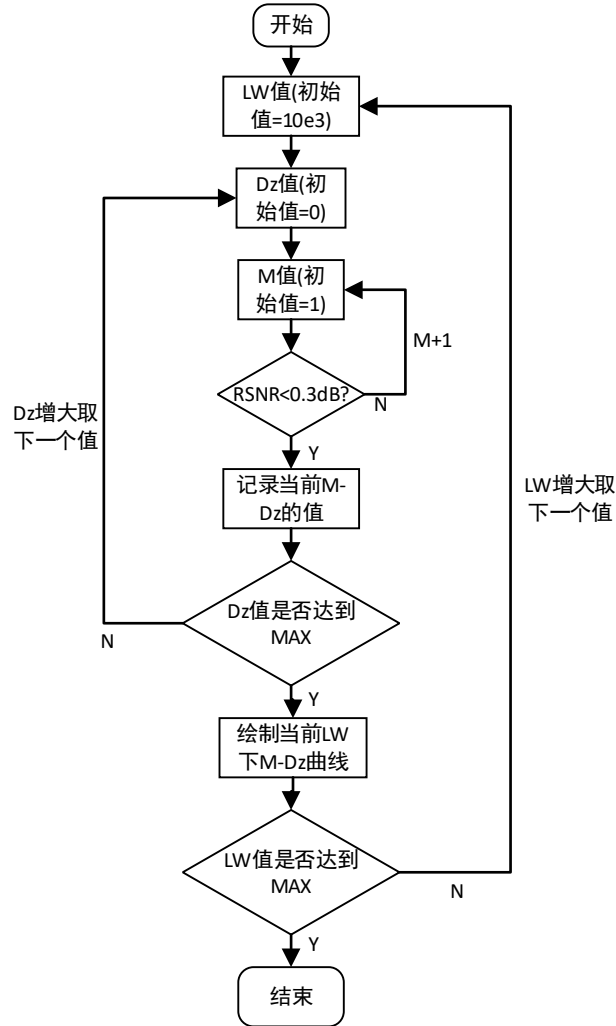 开始
LW值(初始
值=10e3)
Dz值(初
始值=0)
M值(初
始值=1)
M+1
RSNR<0.3dB?
N
Y
Dz增大取
下一个值
记录当前M-
Dz的值
LW增大取
下一个值
Dz值是否达到
MAX
N
Y
绘制当前LW
下M-Dz曲线
LW值是否达到
MAX
N
Y
结束